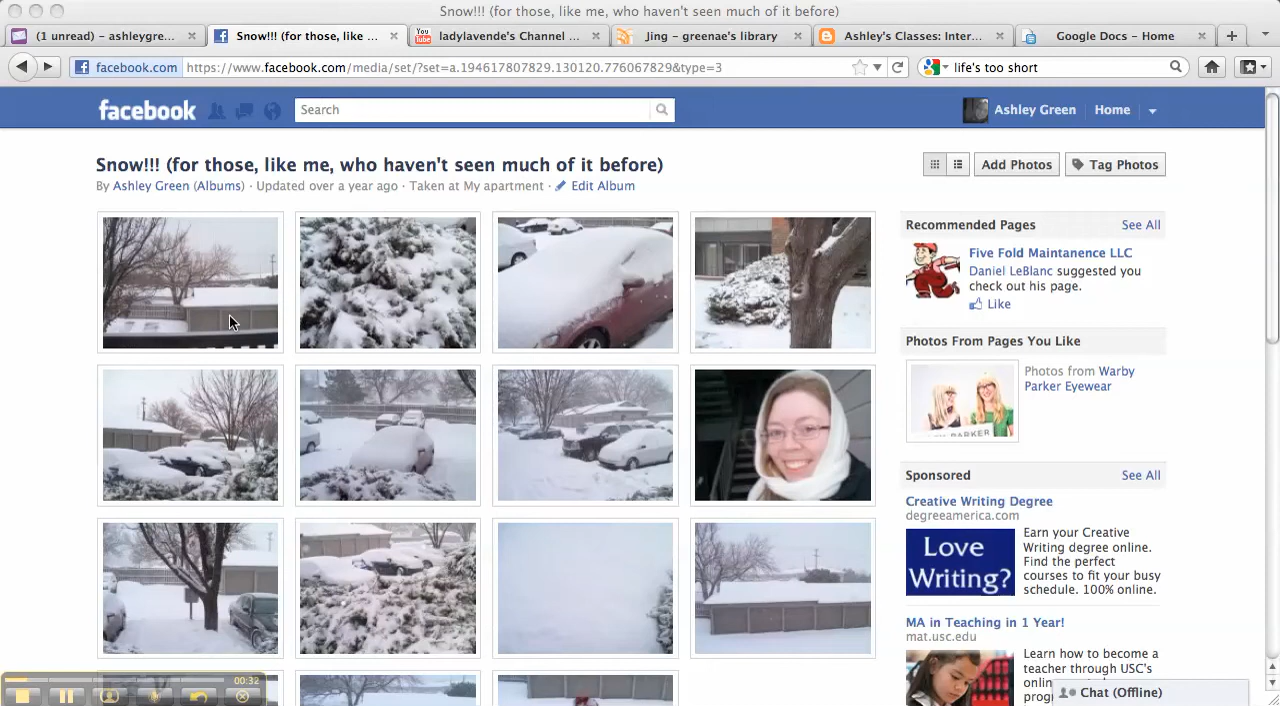 Snow!!! (for those, like me, who haven't seen much of it before)
(1 unread) – ashleygre...
Snow!!! (for those, like ...
You Tube
ladylavende's Channel ...
Jing – greenae's library
Ashley's Classes: Inter...
Google Docs – Home
facebook.com
https://www.facebook.com/media/set/?set=a.194617807829.130120.776067829&type=3
life's too short
facebook
Search
Ashley Green
Home
Snow!!! (for those, like me, who haven't seen much of it before)
By Ashley Green (Albums) · Updated over a year ago · Taken at My apartment · Edit Album
Add Photos
Tag Photos
Recommended Pages
See All
Five Fold Maintanence LLC
Daniel LeBlanc suggested you
check out his page.
Like
Photos From Pages You Like
Photos from Warby
Parker Eyewear
PARKER
Sponsored
See All
Creative Writing Degree
degreeamerica.com
Love
Writing?
Earn your Creative
Writing degree online.
Find the perfect
courses to fit your busy
schedule. 100% online.
MA in Teaching in 1 Year!
mat.usc.edu
Learn how to become a
teacher through USC's
Chat (Offline)
00:32